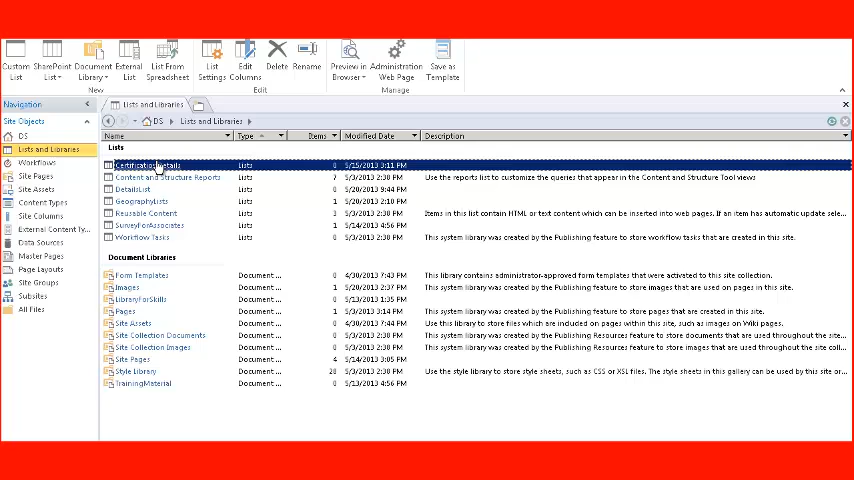 Custom List
SharePoint List
Document Library
External List
List From Spreadsheet
List Settings
Edit Columns
Delete
Rename
Preview in Browser
Administration Web Page
Save as Template
New
Edit
Manage
Navigation
Lists and Libraries
Site Objects
DS
Lists and Libraries
Workflows
Site Pages
Site Assets
Content Types
Site Columns
External Content Ty...
Data Sources
Master Pages
Page Layouts
Site Groups
Subsites
All Files
DS Lists and Libraries
Name Type Items Modified Date Description
Lists
CertificationDetails Lists 0 5/15/2013 3:11 PM
Content and Structure Reports Lists 7 5/3/2013 2:38 PM Use the reports list to customize the queries that appear in the Content and Structure Tool views
DetailsList Lists 0 5/20/2013 9:44 PM
GeographyLists Lists 1 5/20/2013 2:10 PM
Reusable Content Lists 3 5/3/2013 2:38 PM Items in this list contain HTML or text content which can be inserted into web pages. If an item has automatic update sele...
SurveyForAssociates Lists 1 5/14/2013 4:56 PM
Workflow Tasks Lists 0 5/3/2013 2:38 PM This system library was created by the Publishing feature to store workflow tasks that are created in this site.
Document Libraries
Form Templates Document ... 0 4/30/2013 7:43 PM This library contains administrator-approved form templates that were activated to this site collection.
Images Document ... 1 5/20/2013 2:37 PM This system library was created by the Publishing feature to store images that are used on pages in this site.
LibraryForSkills Document ... 0 5/13/2013 1:35 PM
Pages Document ... 1 5/3/2013 3:14 PM This system library was created by the Publishing feature to store pages that are created in this site.
Site Assets Document ... 0 4/30/2013 7:44 PM Use this library to store files which are included on pages within this site, such as images on Wiki pages.
Site Collection Documents Document ... 0 5/3/2013 2:38 PM This system library was created by the Publishing Resources feature to store documents that are used throughout the site...
Site Collection Images Document ... 0 5/3/2013 2:38 PM This system library was created by the Publishing Resources feature to store images that are used throughout the site coll...
Site Pages Document ... 4 5/14/2013 3:05 PM
Style Library Document ... 28 5/3/2013 2:38 PM Use the style library to store style sheets, such as CSS or XSL files. The style sheets in this gallery can be used by this site or...
TrainingMaterial Document ... 0 5/13/2013 4:56 PM